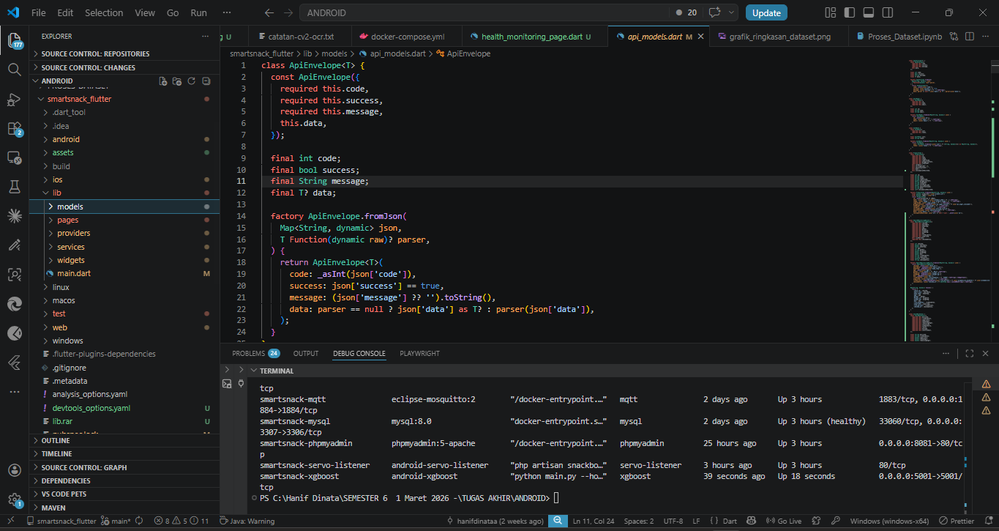 File Edit Selection View Go Run ··· ANDROID 20 Update
EXPLORER
177
SOURCE CONTROL: REPOSITORIES
SOURCE CONTROL: CHANGES
ANDROID
smartsnack_flutter
.dart_tool
.idea
2
android
assets
build
ios
lib
models
pages
providers
services
widgets
main.dart M
linux
macos
test
web
windows
.flutter-plugins-dependencies
.gitignore
.metadata
analysis_options.yaml
devtools_options.yaml U
lib.rar U
OUTLINE
TIMELINE
SOURCE CONTROL: GRAPH
DEPENDENCIES
VS CODE PETS
MAVEN
1
g U catatan-cv2-ocr.txt docker-compose.yml health_monitoring_page.dart U api_models.dart M grafik_ringkasan_dataset.png Proses_Dataset.ipynb
smartsnack_flutter > lib > models > api_models.dart > ApiEnvelope
1 class ApiEnvelope<T> {
2 const ApiEnvelope({
3 required this.code,
4 required this.success,
5 required this.message,
6 this.data,
7 });
8
9 final int code;
10 final bool success;
11 final String message;
12 final T? data;
13
14 factory ApiEnvelope.fromJson(
15 Map<String, dynamic> json,
16 T Function(dynamic raw)? parser,
17 ) {
18 return ApiEnvelope<T>(
19 code: _asInt(json['code']),
20 success: json['success'] == true,
21 message: (json['message'] ?? '').toString(),
22 data: parser == null ? json['data'] as T? : parser(json['data']),
23 );
24 }
PROBLEMS 24 OUTPUT DEBUG CONSOLE PLAYWRIGHT
TERMINAL
tcp
smartsnack-mqtt eclipse-mosquitto:2 "/docker-entrypoint.…" mqtt 2 days ago Up 3 hours 1883/tcp, 0.0.0.0:1
884->1884/tcp
smartsnack-mysql mysql:8.0 "docker-entrypoint.s…" mysql 2 days ago Up 3 hours (healthy) 33060/tcp, 0.0.0.0:
3307->3306/tcp
smartsnack-phpmyadmin phpmyadmin:5-apache "/docker-entrypoint.…" phpmyadmin 25 hours ago Up 3 hours 0.0.0.0:8081->80/tc
p
smartsnack-servo-listener android-servo-listener "php artisan snackbo…" servo-listener 3 hours ago Up 3 hours 80/tcp
smartsnack-xgboost android-xgboost "python main.py --ho…" xgboost 39 seconds ago Up 18 seconds 0.0.0.0:5001->5001/
tcp
PS C:\Hanif Dinata\SEMESTER 6  1 Maret 2026 -\TUGAS AKHIR\ANDROID>
smartsnack_flutter main* 8 5 11 Java: Warning hanifdinataa (2 weeks ago) Ln 11, Col 24 Spaces: 2 UTF-8 LF { } Dart Go Live Windows (windows-x64) Prettier